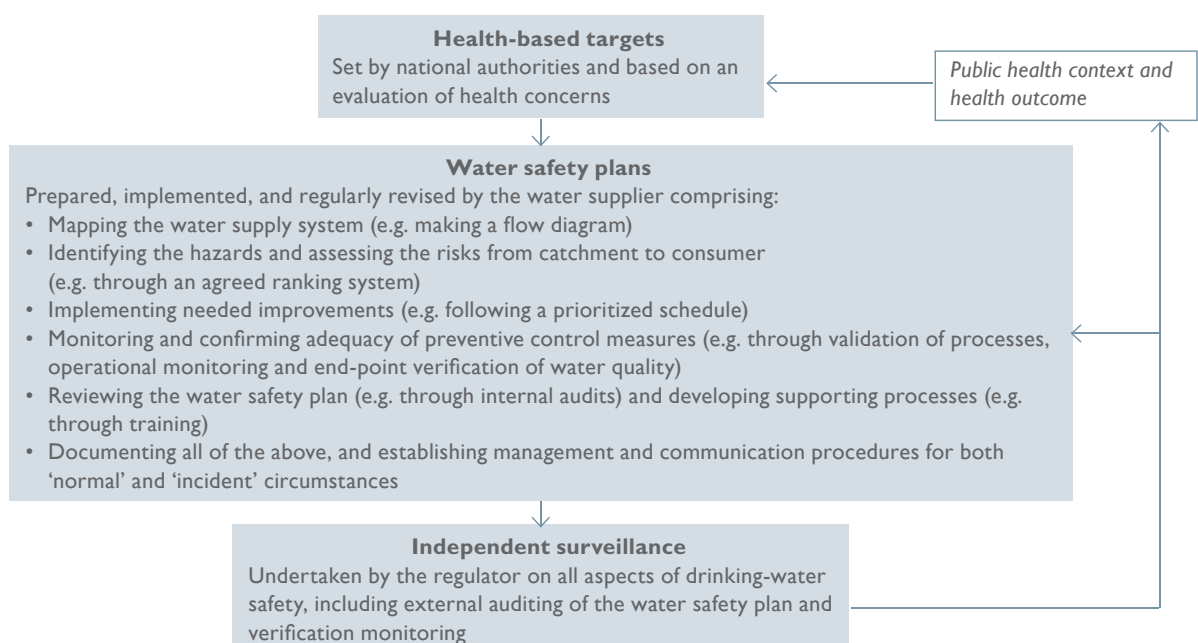 Health-based targets
Set by national authorities and based on an
evaluation of health concerns
Public health context and
health outcome
Water safety plans
Prepared, implemented, and regularly revised by the water supplier comprising:
• Mapping the water supply system (e.g. making a flow diagram)
• Identifying the hazards and assessing the risks from catchment to consumer
(e.g. through an agreed ranking system)
• Implementing needed improvements (e.g. following a prioritized schedule)
• Monitoring and confirming adequacy of preventive control measures (e.g. through validation of processes,
operational monitoring and end-point verification of water quality)
• Reviewing the water safety plan (e.g. through internal audits) and developing supporting processes (e.g.
through training)
• Documenting all of the above, and establishing management and communication procedures for both
‘normal’ and ‘incident’ circumstances
Independent surveillance
Undertaken by the regulator on all aspects of drinking-water
safety, including external auditing of the water safety plan and
verification monitoring